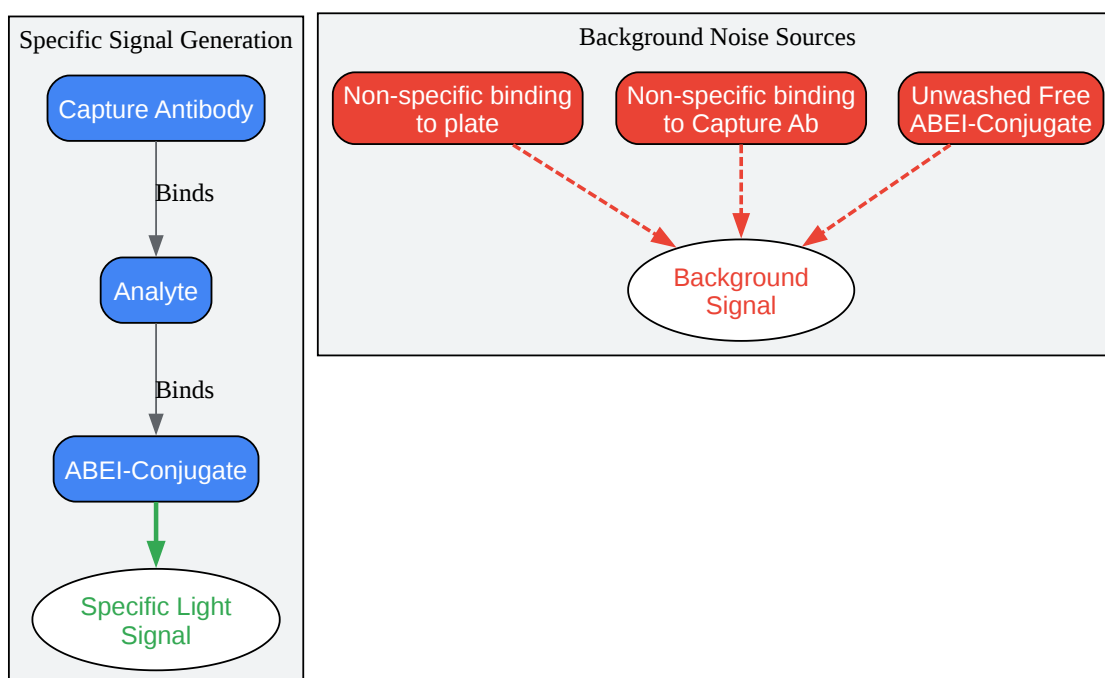 Specific Signal Generation
Capture Antibody
Binds
Analyte
Binds
ABEI-Conjugate
Specific Light
Signal
Background Noise Sources
Non-specific binding
to plate
Non-specific binding
to Capture Ab
Unwashed Free
ABEI-Conjugate
Background
Signal